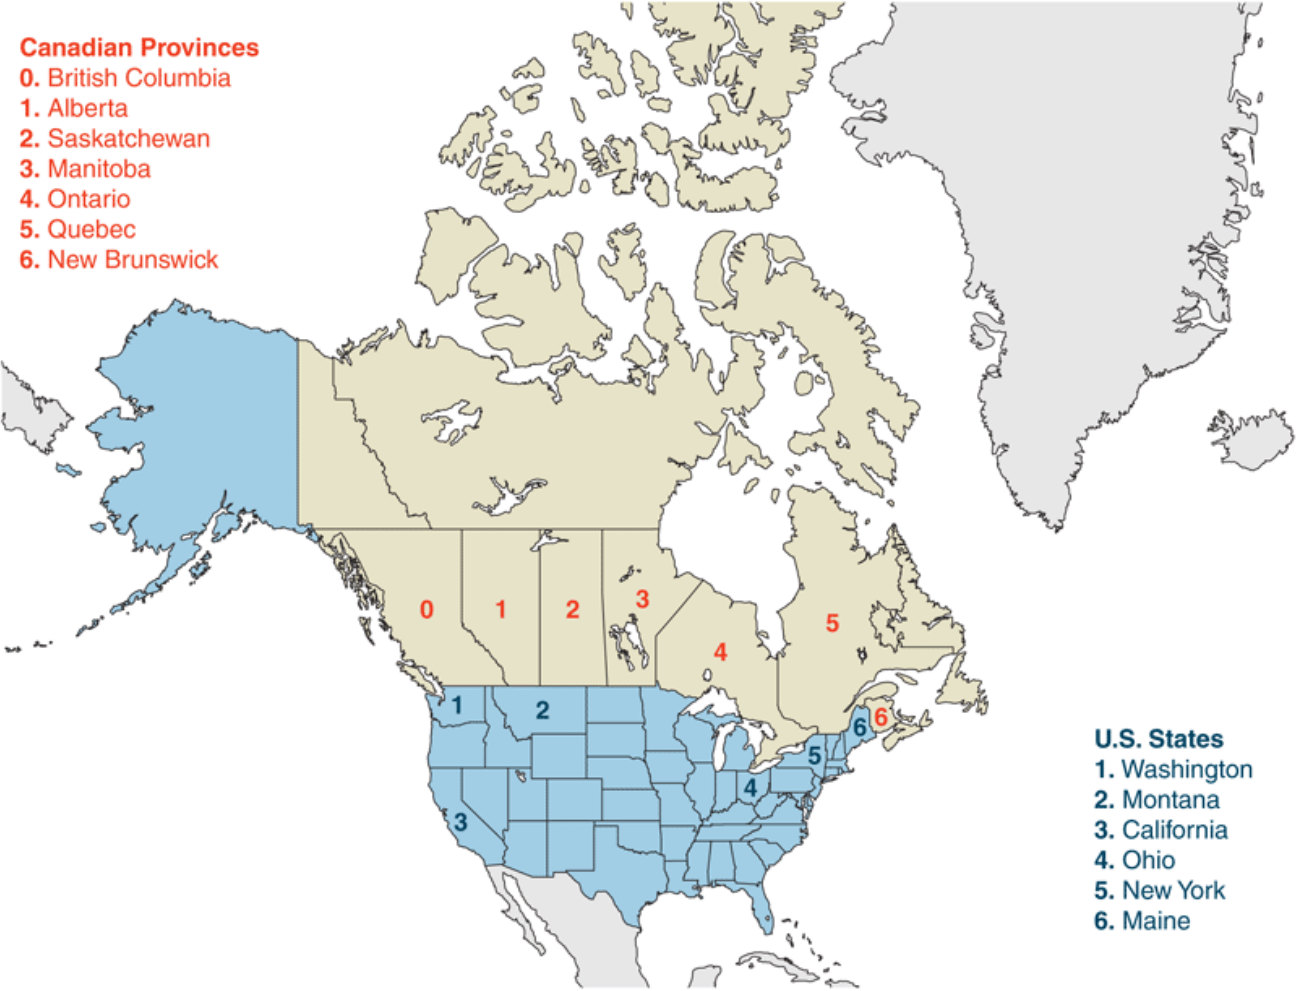 Canadian Provinces
0. British Columbia
1. Alberta
2. Saskatchewan
3. Manitoba
4. Ontario
5. Quebec
6. New Brunswick
0
1
2
3
4
5
6
1
2
3
4
5
6
U.S. States
1. Washington
2. Montana
3. California
4. Ohio
5. New York
6. Maine